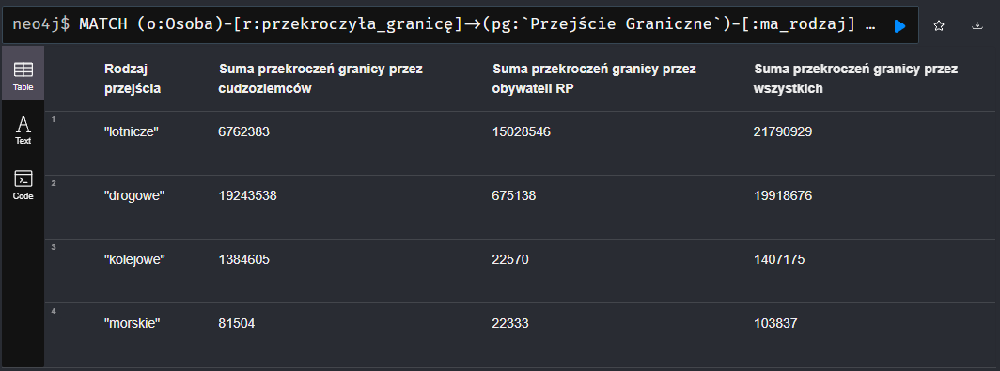 neo4j$ MATCH (o:Osoba)-[r:przekroczyła_granicę]->(pg:`Przejście Graniczne`)-[:ma_rodzaj] …
Table
Text
Code
Rodzaj przejścia Suma przekroczeń granicy przez cudzoziemców Suma przekroczeń granicy przez obywateli RP Suma przekroczeń granicy przez wszystkich
1 "lotnicze" 6762383 15028546 21790929
2 "drogowe" 19243538 675138 19918676
3 "kolejowe" 1384605 22570 1407175
4 "morskie" 81504 22333 103837